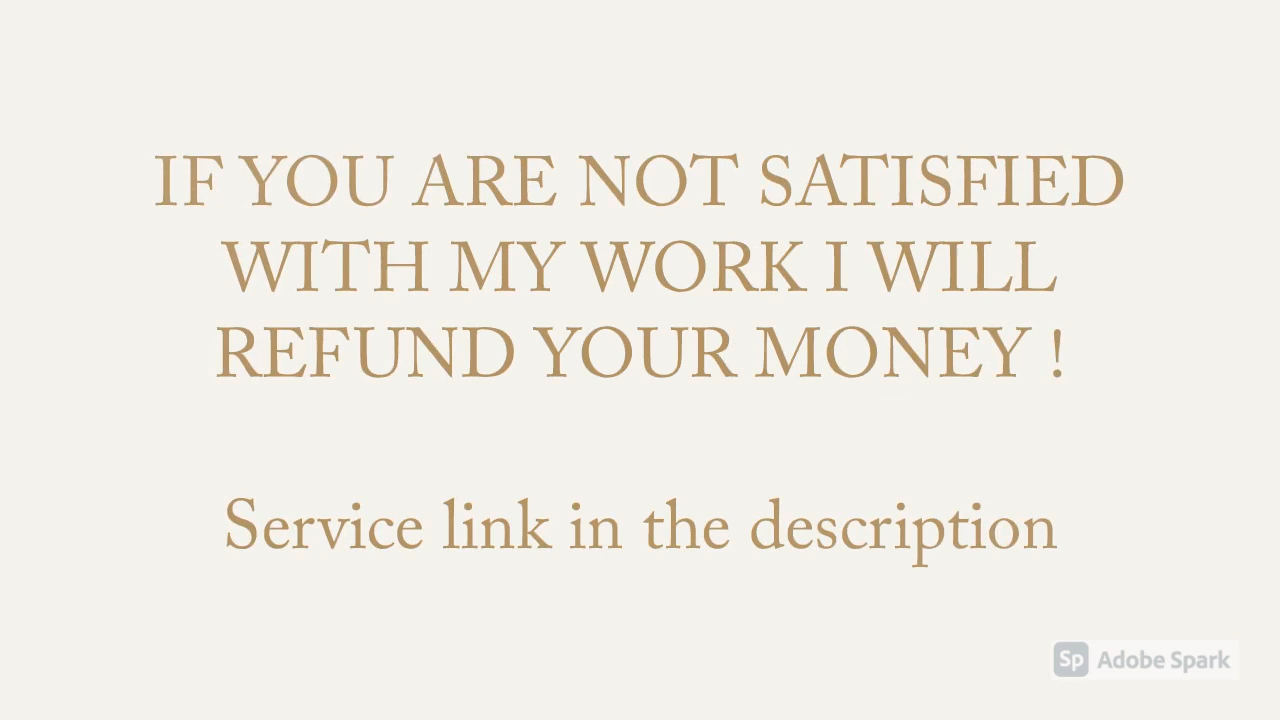 IF YOU ARE NOT SATISFIED
WITH MY WORK I WILL
REFUND YOUR MONEY !
Service link in the description
Sp Adobe Spark